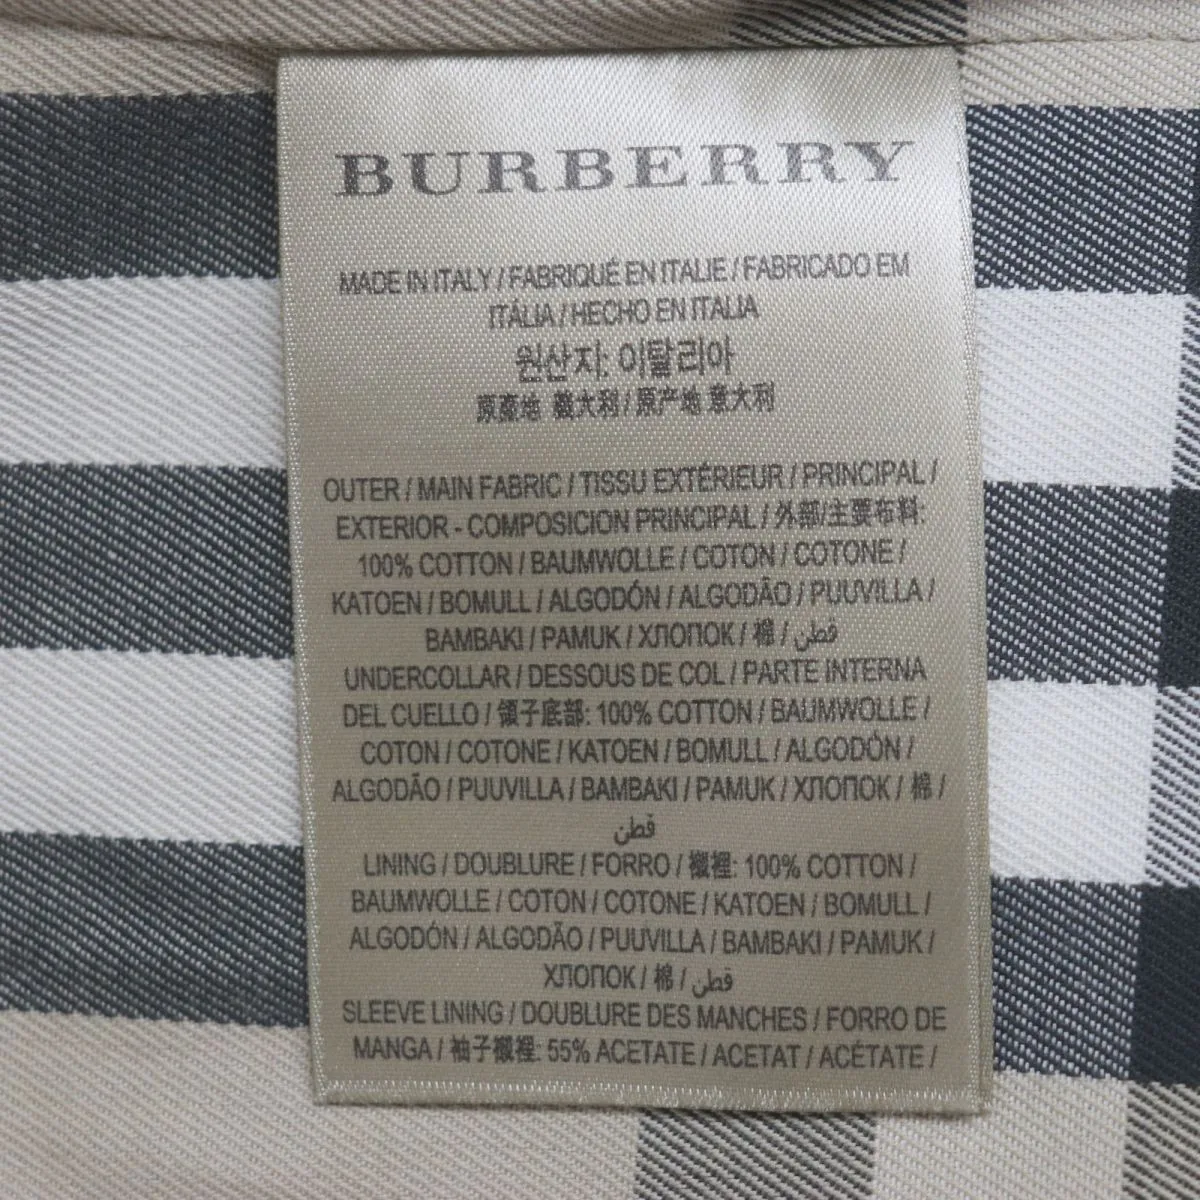 BURBERRY
MADE IN ITALY / FABRIQUÉ EN ITALIE / FABRICADO EM
ITÁLIA / HECHO EN ITALIA
원산지: 이탈리아
原產地 義大利 / 原产地 意大利
OUTER / MAIN FABRIC / TISSU EXTÉRIEUR / PRINCIPAL /
EXTERIOR - COMPOSICION PRINCIPAL / 外部/主要布料:
100% COTTON / BAUMWOLLE / COTON / COTONE /
KATOEN / BOMULL / ALGODÓN / ALGODÃO / PUUVILLA /
BAMBAKI / PAMUK / ХЛОПОК / 棉 / قطن
UNDERCOLLAR / DESSOUS DE COL / PARTE INTERNA
DEL CUELLO / 領子底部: 100% COTTON / BAUMWOLLE /
COTON / COTONE / KATOEN / BOMULL / ALGODÓN /
ALGODÃO / PUUVILLA / BAMBAKI / PAMUK / ХЛОПОК / 棉 /
قطن
LINING / DOUBLURE / FORRO / 襯裡: 100% COTTON /
BAUMWOLLE / COTON / COTONE / KATOEN / BOMULL /
ALGODÓN / ALGODÃO / PUUVILLA / BAMBAKI / PAMUK /
ХЛОПОК / 棉 / قطن
SLEEVE LINING / DOUBLURE DES MANCHES / FORRO DE
MANGA / 袖子襯裡: 55% ACETATE / ACETAT / ACÉTATE /